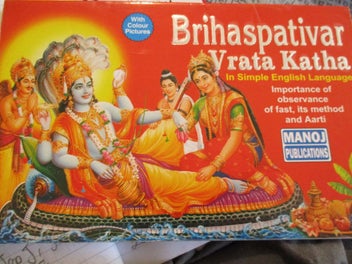 With
Colour
Pictures
Brihaspativar
Vrata Katha
In Simple English Language
Importance of
observance
of fast, its method
and Aarti
MANOJ
PUBLICATIONS